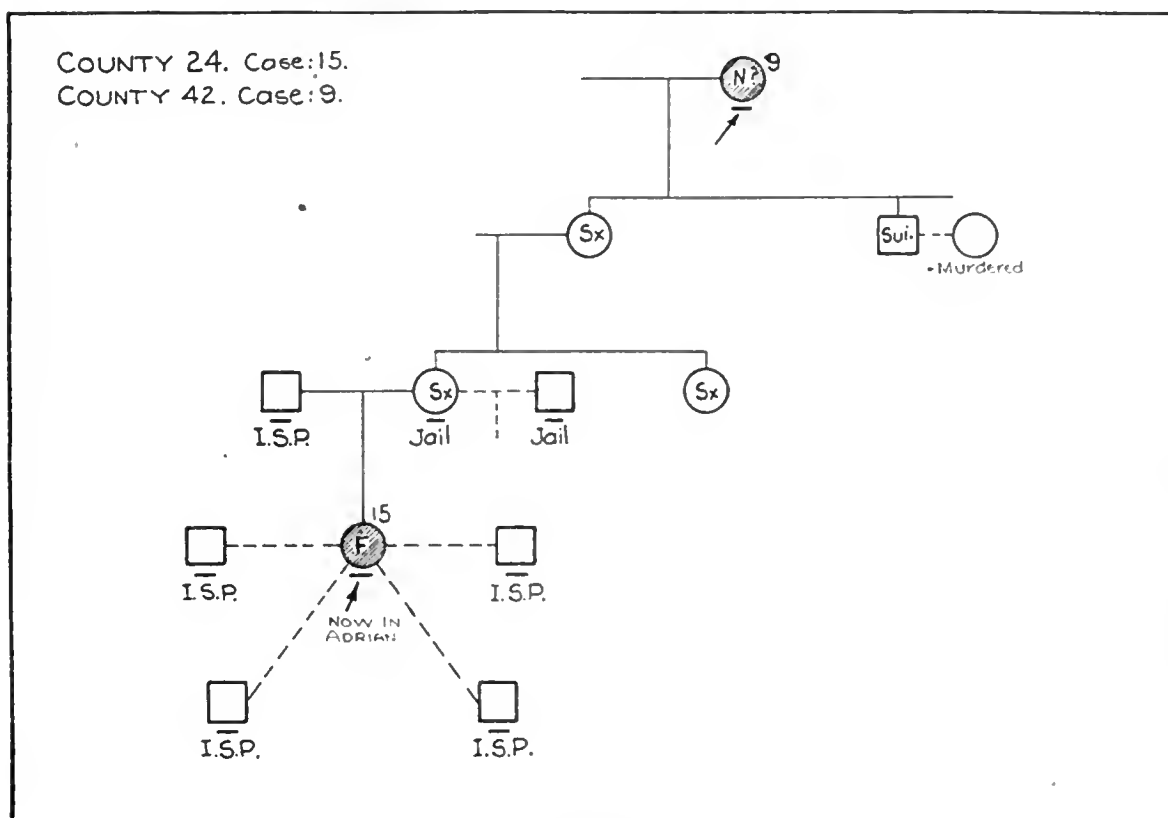 COUNTY 24. Case: 15.
COUNTY 42. Case: 9.
N? 9
Sx
Sui.
Murdered
Sx
Sx
I.S.P.
Jail
Jail
15
F
I.S.P.
I.S.P.
NOW IN
ADRIAN
I.S.P.
I.S.P.